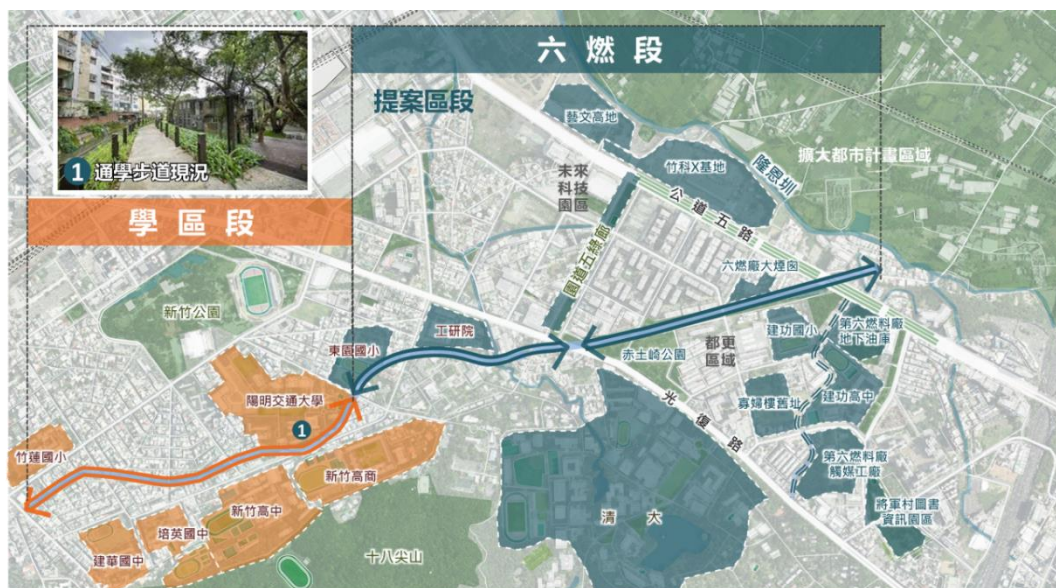 六燃段
提案區段
1 通學步道現況
學區段
藝文高地
竹科X基地
隆恩圳
擴大都市計畫區域
未來
科技
園區
公道五路
園道五綠廊
六燃廠大煙囪
新竹公園
東園國小
工研院
赤土崎公園
都更
區域
建功國小
第六燃料廠
地下油庫
陽明交通大學
1
光復路
寡婦樓舊址
建功高中
竹蓮國小
新竹高商
第六燃料廠
觸媒工廠
新竹高中
培英國中
建華國中
清大
將軍村圖書
資訊園區
十八尖山